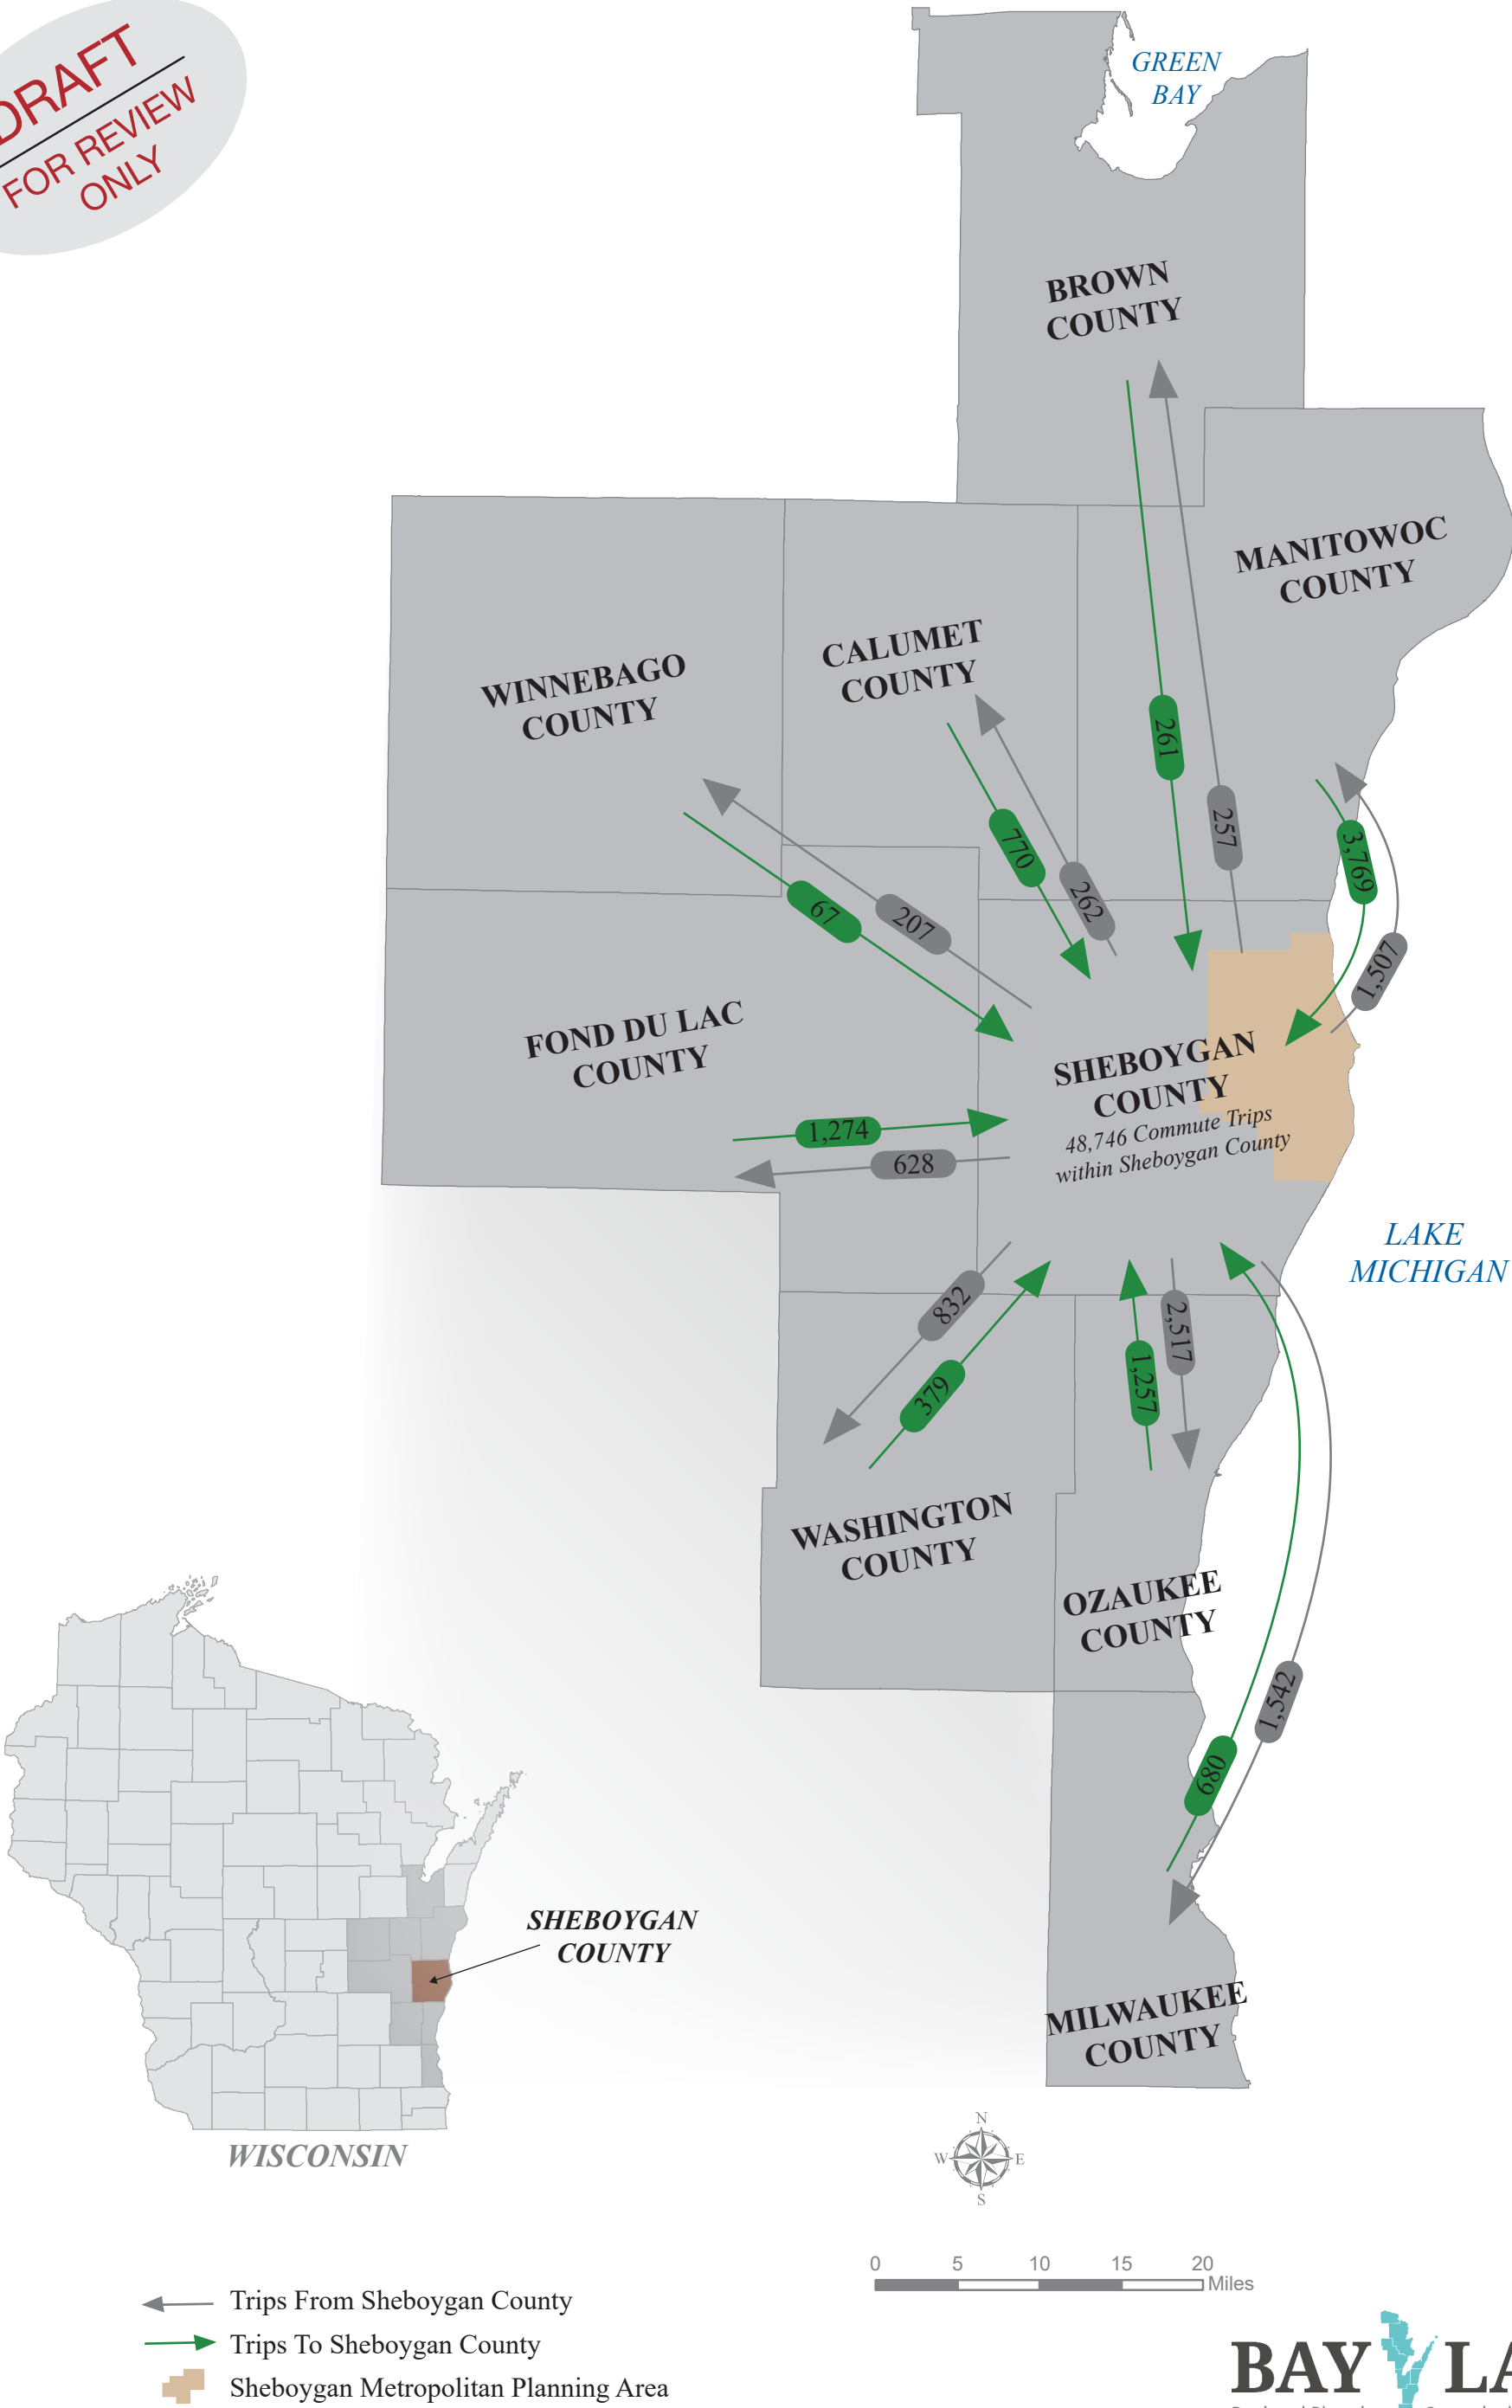 DRAFT
FOR REVIEW
ONLY
GREEN
BAY
BROWN
COUNTY
MANITOWOC
COUNTY
CALUMET
COUNTY
WINNEBAGO
COUNTY
261
257
770
262
3,769
1,507
67
207
FOND DU LAC
COUNTY
SHEBOYGAN
COUNTY
48,746 Commute Trips
within Sheboygan County
1,274
628
LAKE
MICHIGAN
832
379
2,517
1,257
WASHINGTON
COUNTY
OZAUKEE
COUNTY
1,542
680
SHEBOYGAN
COUNTY
MILWAUKEE
COUNTY
WISCONSIN
N
W
E
S
0 5 10 15 20
Miles
Trips From Sheboygan County
Trips To Sheboygan County
Sheboygan Metropolitan Planning Area
BAY LA